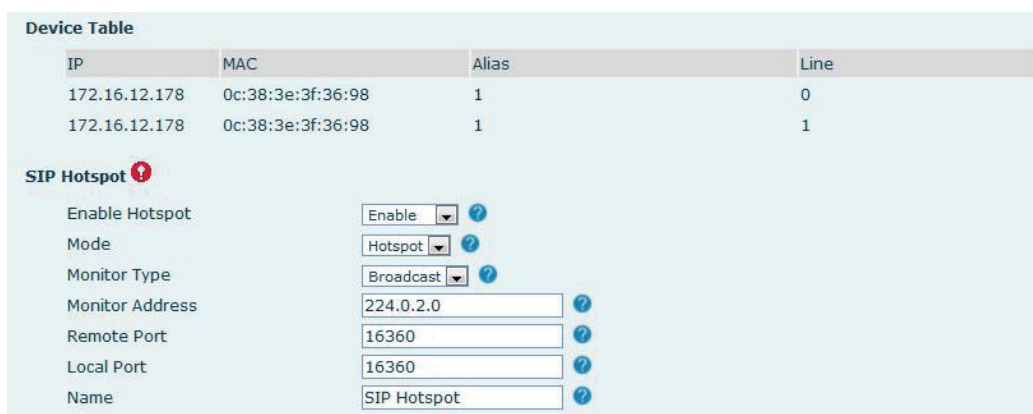 Device Table
IP MAC Alias Line
172.16.12.178 0c:38:3e:3f:36:98 1 0
172.16.12.178 0c:38:3e:3f:36:98 1 1
SIP Hotspot
Enable Hotspot Enable
Mode Hotspot
Monitor Type Broadcast
Monitor Address 224.0.2.0
Remote Port 16360
Local Port 16360
Name SIP Hotspot